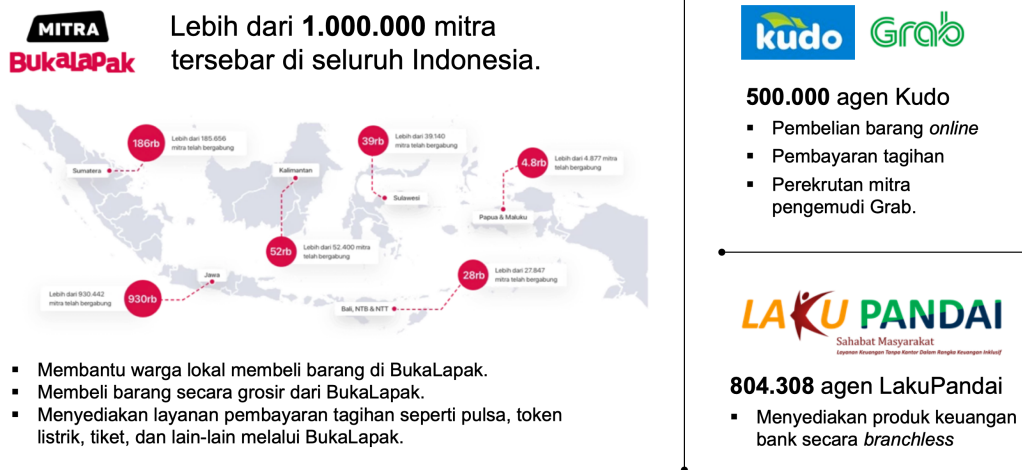 MITRA
BukaLapak
Lebih dari 1.000.000 mitra
tersebar di seluruh Indonesia.
186rb
Lebih dari 185.656
mitra telah bergabung
Sumatera
Kalimantan
39rb
Lebih dari 39.140
mitra telah bergabung
Sulawesi
4.8rb
Lebih dari 4.877 mitra
telah bergabung
Papua & Maluku
52rb
Lebih dari 52.400 mitra
telah bergabung
Jawa
Lebih dari 930.442
mitra telah bergabung
930rb
28rb
Lebih dari 27.847
mitra telah bergabung
Bali, NTB & NTT
▪ Membantu warga lokal membeli barang di BukaLapak.
▪ Membeli barang secara grosir dari BukaLapak.
▪ Menyediakan layanan pembayaran tagihan seperti pulsa, token
listrik, tiket, dan lain-lain melalui BukaLapak.
kudo
Grab
500.000 agen Kudo
▪ Pembelian barang online
▪ Pembayaran tagihan
▪ Perekrutan mitra
pengemudi Grab.
LAKU PANDAI
Sahabat Masyarakat
Layanan Keuangan Tanpa Kantor Dalam Rangka Keuangan Inklusif
804.308 agen LakuPandai
▪ Menyediakan produk keuangan
bank secara branchless